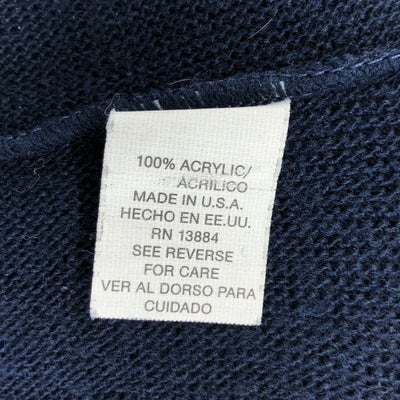 100% ACRYLIC/
ACRILICO
MADE IN U.S.A.
HECHO EN EE.UU.
RN 13884
SEE REVERSE
FOR CARE
VER AL DORSO PARA
CUIDADO